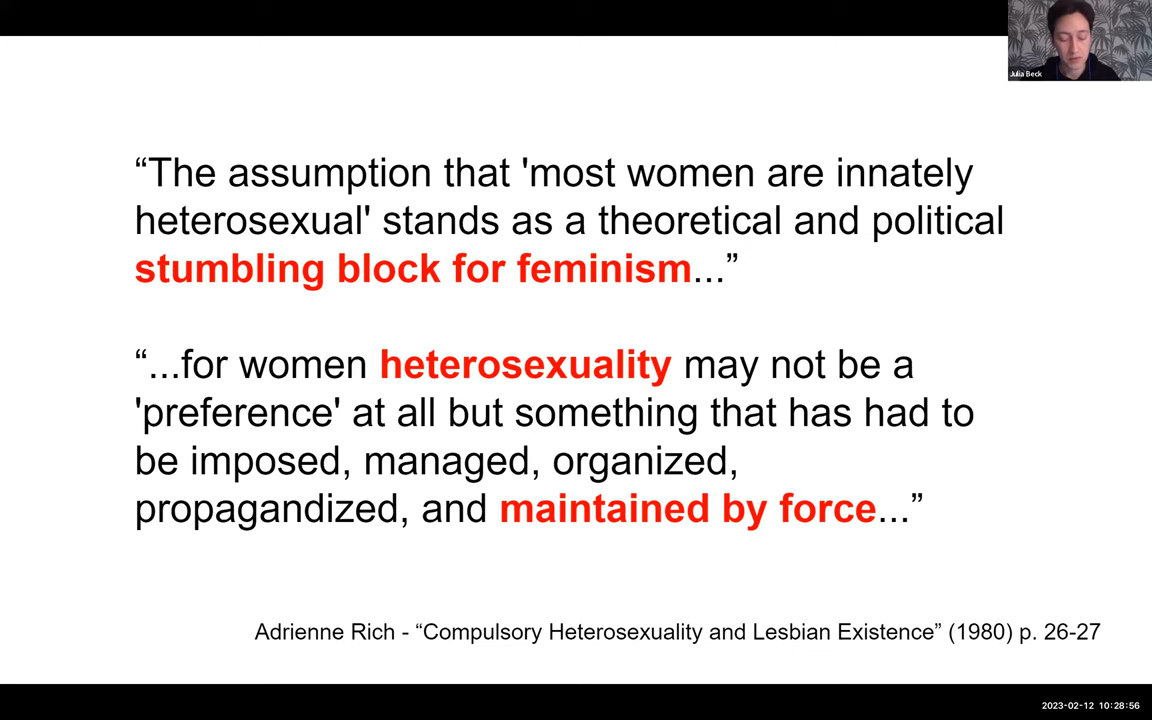 Julia Beck
“The assumption that 'most women are innately
heterosexual' stands as a theoretical and political
stumbling block for feminism...”
“...for women heterosexuality may not be a
'preference' at all but something that has had to
be imposed, managed, organized,
propagandized, and maintained by force...”
Adrienne Rich - “Compulsory Heterosexuality and Lesbian Existence” (1980) p. 26-27
2023-02-12 10:28:56